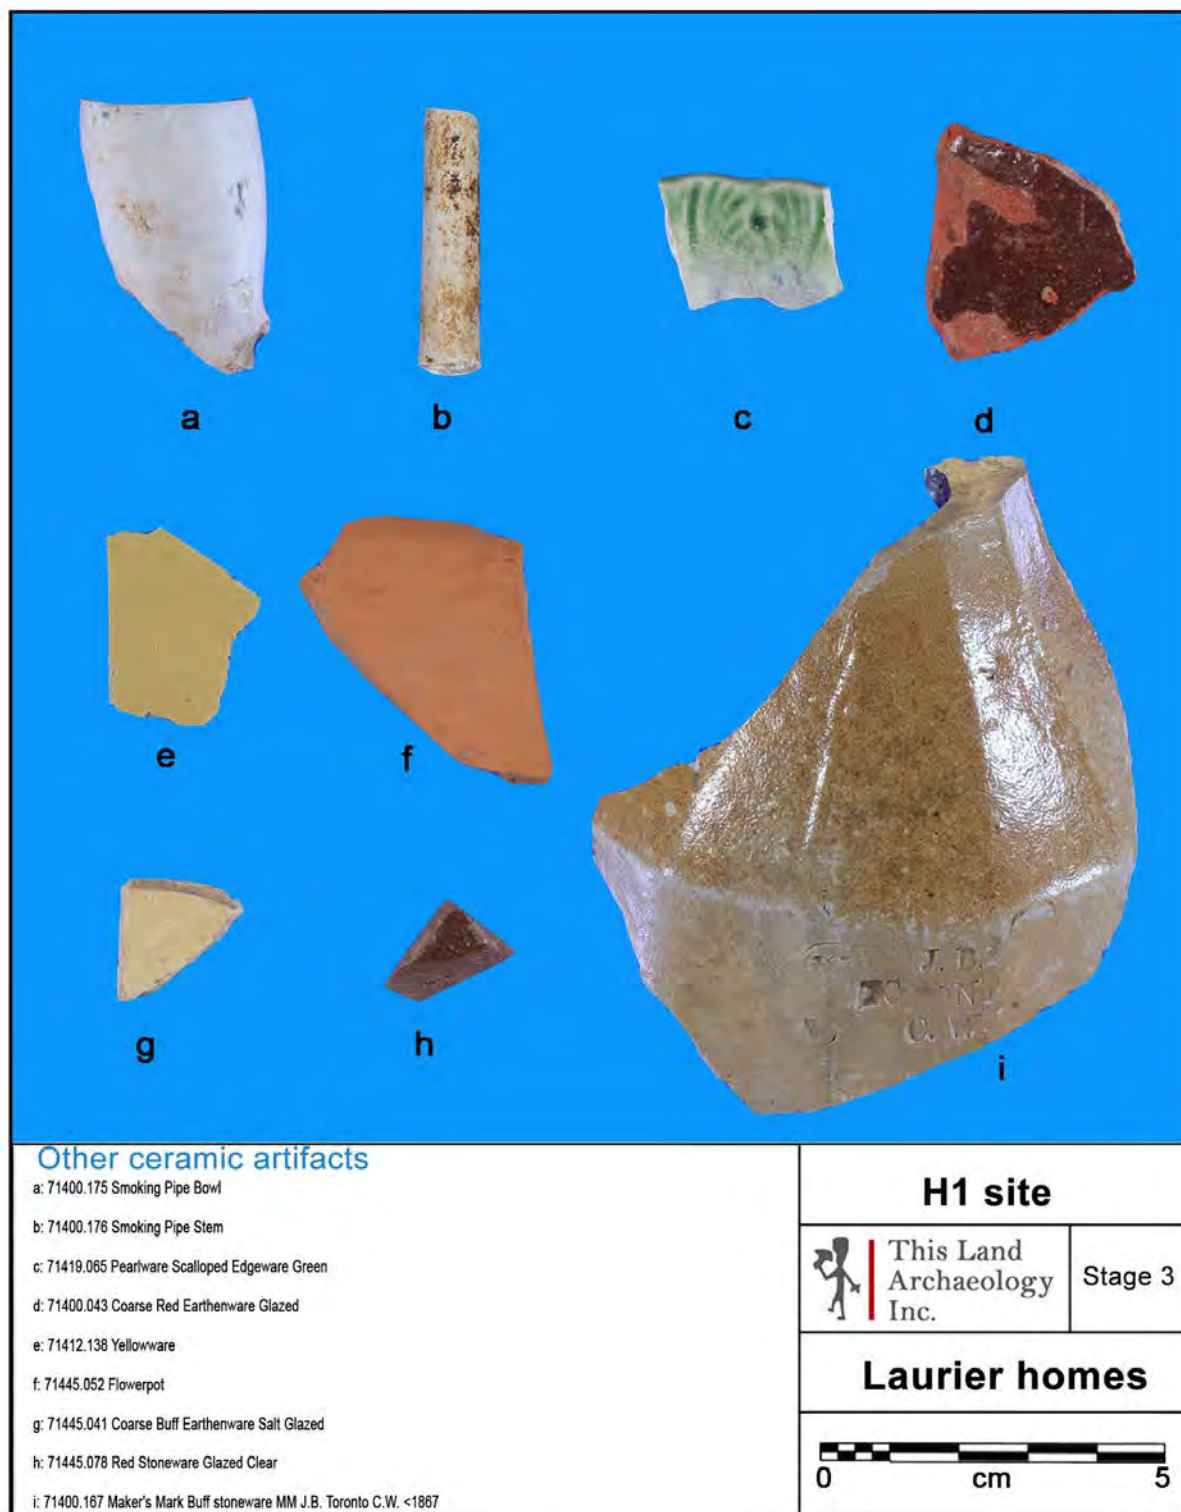 a
b
c
d
e
f
g
h
i
J.B.
C.W.
Other ceramic artifacts
a: 71400.175 Smoking Pipe Bowl
b: 71400.176 Smoking Pipe Stem
c: 71419.065 Pearlware Scalloped Edgeware Green
d: 71400.043 Coarse Red Earthenware Glazed
e: 71412.138 Yellowware
f: 71445.052 Flowerpot
g: 71445.041 Coarse Buff Earthenware Salt Glazed
h: 71445.078 Red Stoneware Glazed Clear
i: 71400.167 Maker's Mark Buff stoneware MM J.B. Toronto C.W. <1867
H1 site
This Land
Archaeology
Inc.
Stage 3
Laurier homes
0 cm 5